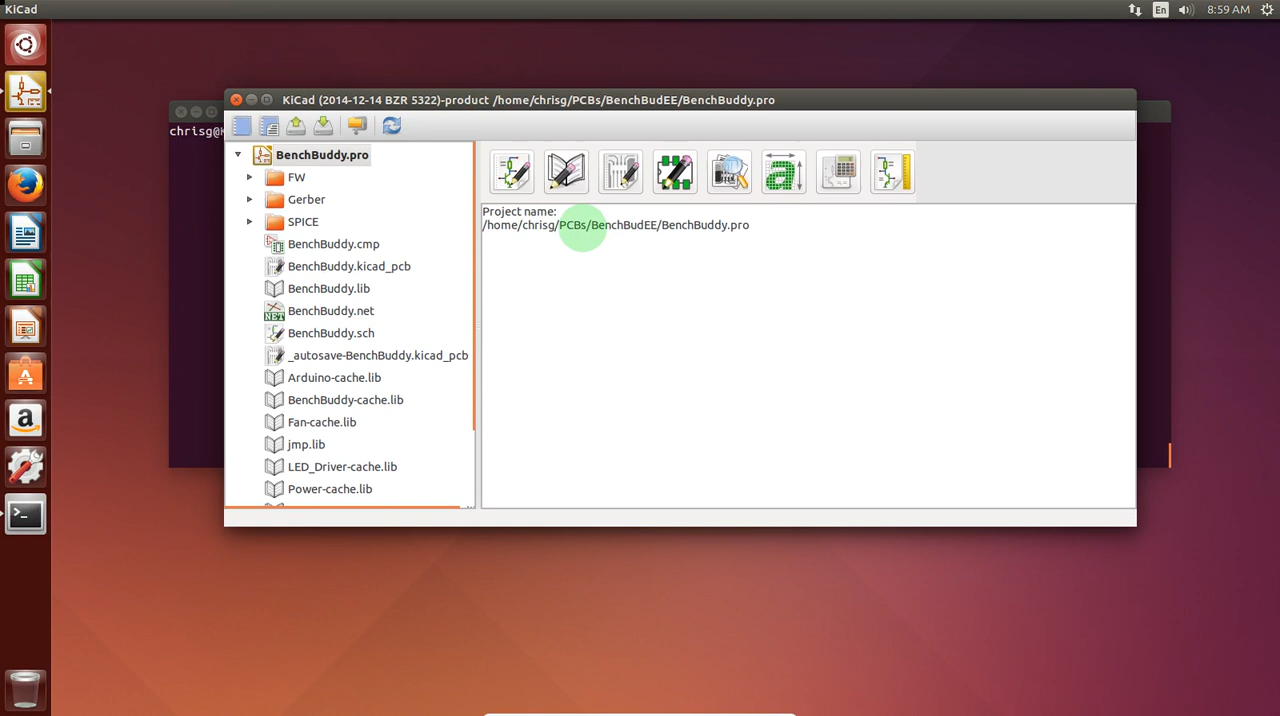 KiCad
En
8:59 AM
KiCad (2014-12-14 BZR 5322)-product /home/chrisg/PCBs/BenchBudEE/BenchBuddy.pro
chrisg@K
BenchBuddy.pro
FW
Gerber
SPICE
BenchBuddy.cmp
BenchBuddy.kicad_pcb
BenchBuddy.lib
NET
BenchBuddy.net
BenchBuddy.sch
_autosave-BenchBuddy.kicad_pcb
Arduino-cache.lib
BenchBuddy-cache.lib
Fan-cache.lib
jmp.lib
LED_Driver-cache.lib
Power-cache.lib
a
Project name:
/home/chrisg/PCBs/BenchBudEE/BenchBuddy.pro